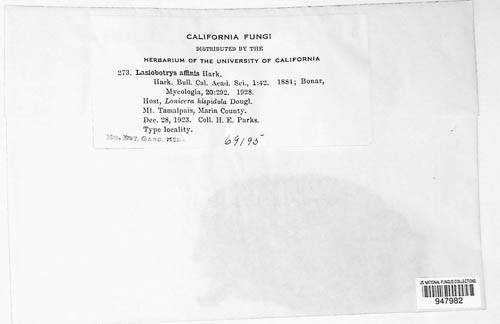 CALIFORNIA FUNGI
DISTRIBUTED BY THE
HERBARIUM OF THE UNIVERSITY OF CALIFORNIA
273. Lasiobotrys affinis Hark.
Hark. Bull. Cal. Acad. Sci., 1:42. 1884; Bonar,
Mycologia, 20:292. 1928.
Host, Lonicera hispidula Dougl.
Mt. Tamalpais, Marin County.
Dec. 28, 1923. Coll. H. E. Parks.
Type locality.
Mo. Bot. Gard. Herb.
69195
US NATIONAL FUNGUS COLLECTIONS
947982